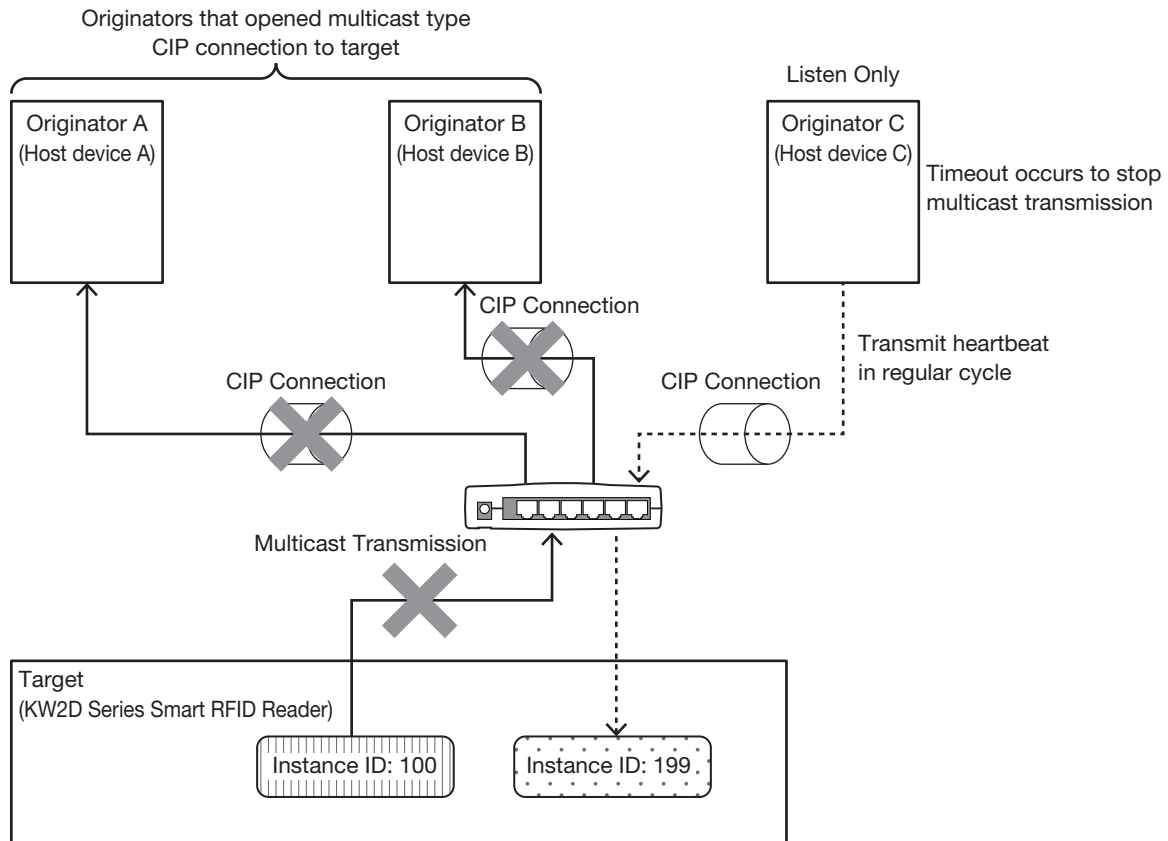 Originators that opened multicast type
CIP connection to target
Listen Only
Originator A
(Host device A)
Originator B
(Host device B)
Originator C
(Host device C)
Timeout occurs to stop
multicast transmission
CIP Connection
Transmit heartbeat
in regular cycle
CIP Connection
CIP Connection
Multicast Transmission
Target
(KW2D Series Smart RFID Reader)
Instance ID: 100
Instance ID: 199